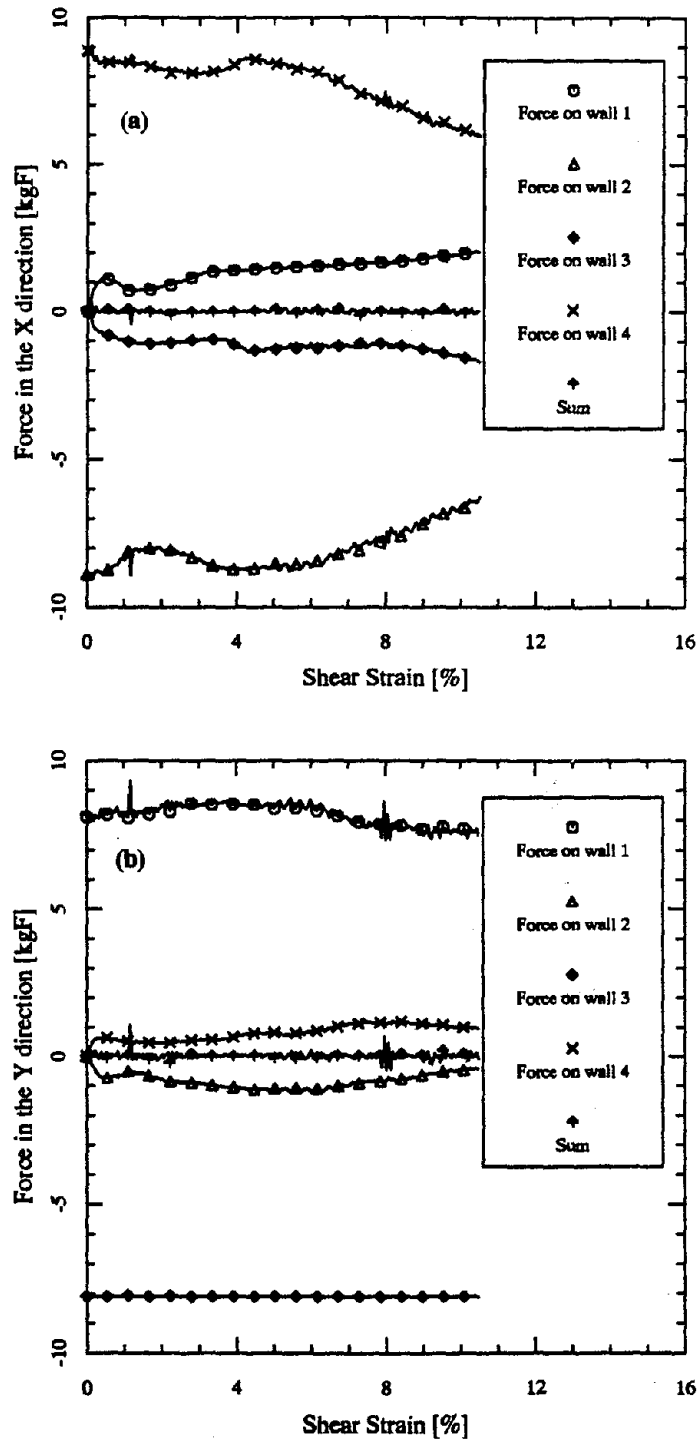 10
5
0
-5
-10
Force in the X direction [kgF]
(a)
Force on wall 1
Force on wall 2
Force on wall 3
Force on wall 4
Sum
0
4
8
12
16
Shear Strain [%]
10
5
0
-5
-10
Force in the Y direction [kgF]
(b)
Force on wall 1
Force on wall 2
Force on wall 3
Force on wall 4
Sum
0
4
8
12
16
Shear Strain [%]